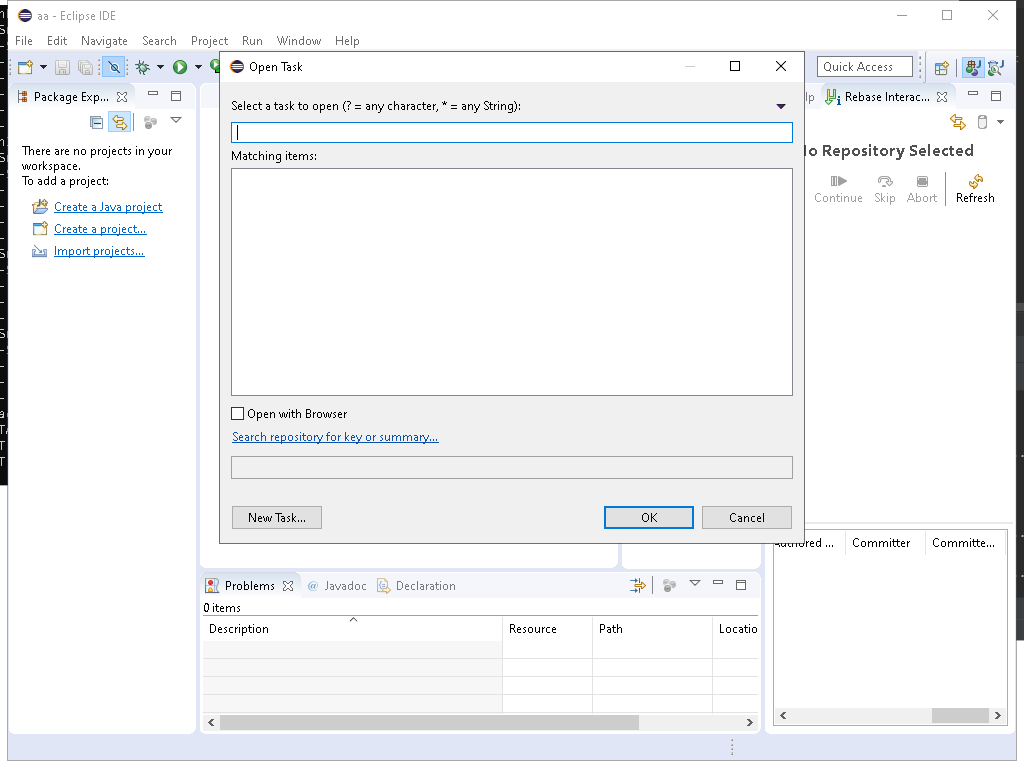 aa - Eclipse IDE
File Edit Navigate Search Project Run Window Help
Quick Access
Package Exp...
There are no projects in your
workspace.
To add a project:
Create a Java project
Create a project...
Import projects...
Open Task
Select a task to open (? = any character, * = any String):
Matching items:
Open with Browser
Search repository for key or summary...
New Task...
OK
Cancel
Rebase Interac...
o Repository Selected
Continue Skip Abort Refresh
Committer Committe...
Problems @ Javadoc Declaration
0 items
Description Resource Path Locatio